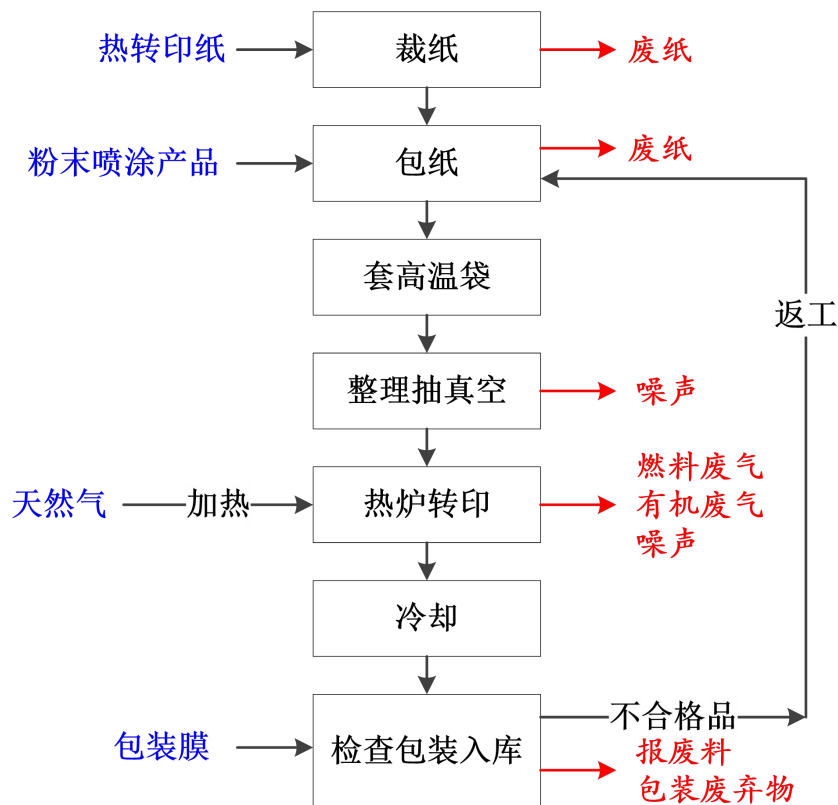 热转印纸
裁纸
废纸
粉末喷涂产品
包纸
废纸
套高温袋
返工
整理抽真空
噪声
天然气
加热
热炉转印
燃料废气
有机废气
噪声
冷却
不合格品
包装膜
检查包装入库
报废料
包装废弃物